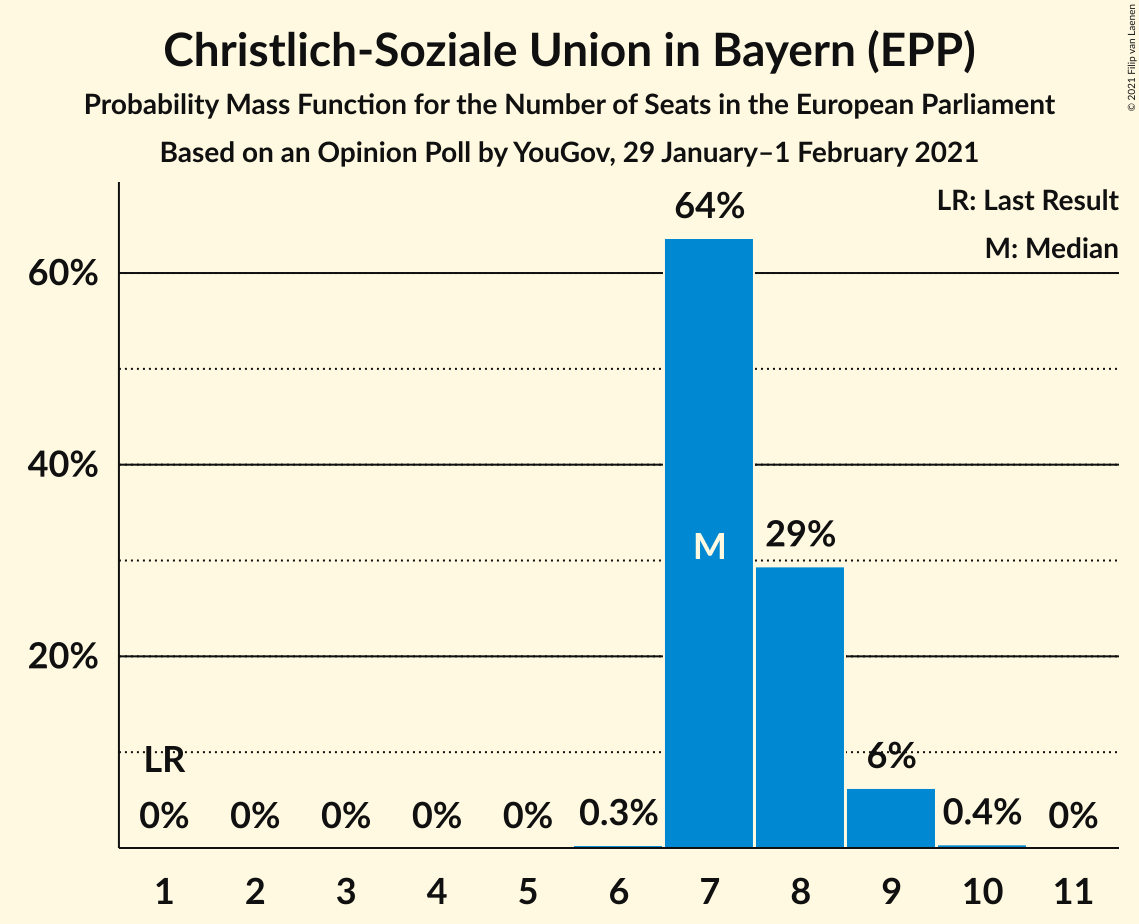 Christlich-Soziale Union in Bayern (EPP)
Probability Mass Function for the Number of Seats in the European Parliament
Based on an Opinion Poll by YouGov, 29 January–1 February 2021
© 2021 Filip van Laenen
LR: Last Result
M: Median
64%
60%
40%
M
29%
20%
LR
6%
0%
0%
0%
0%
0%
0.3%
0.4%
0%
1 2 3 4 5 6 7 8 9 10 11